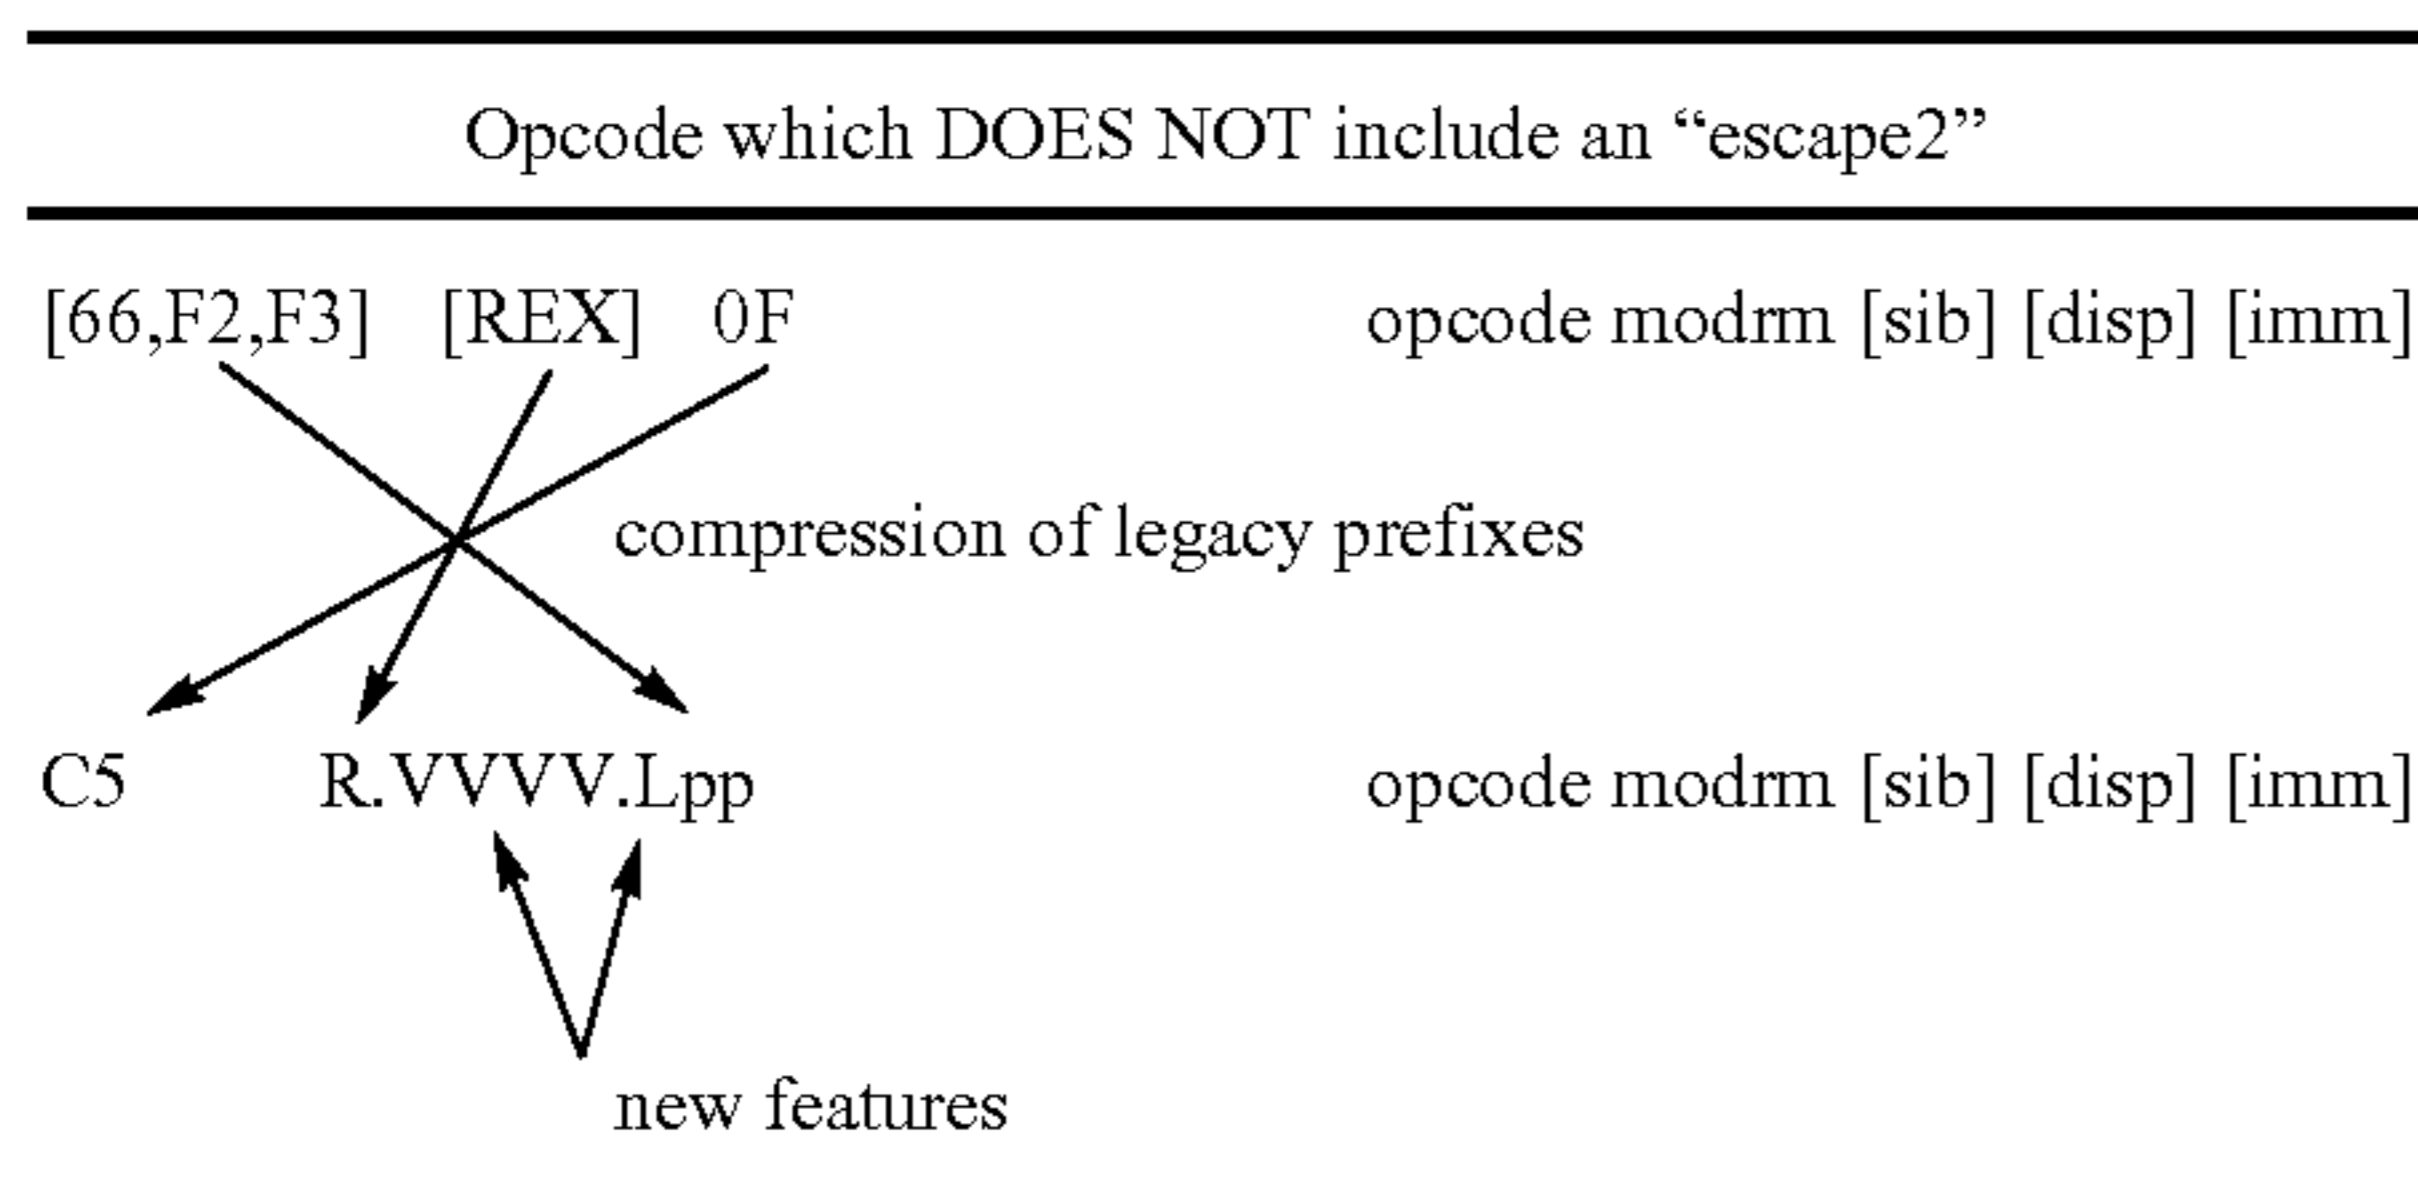 Opcode which DOES NOT include an “escape2”
[66,F2,F3] [REX] 0F opcode modrm [sib] [disp] [imm]
compression of legacy prefixes
C5 R.VVVV.Lpp opcode modrm [sib] [disp] [imm]
new features